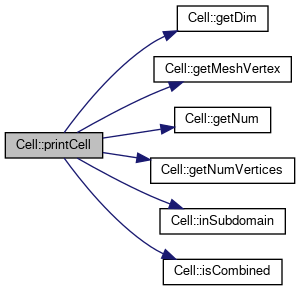 Cell::getDim
Cell::getMeshVertex
Cell::getNum
Cell::printCell
Cell::getNumVertices
Cell::inSubdomain
Cell::isCombined